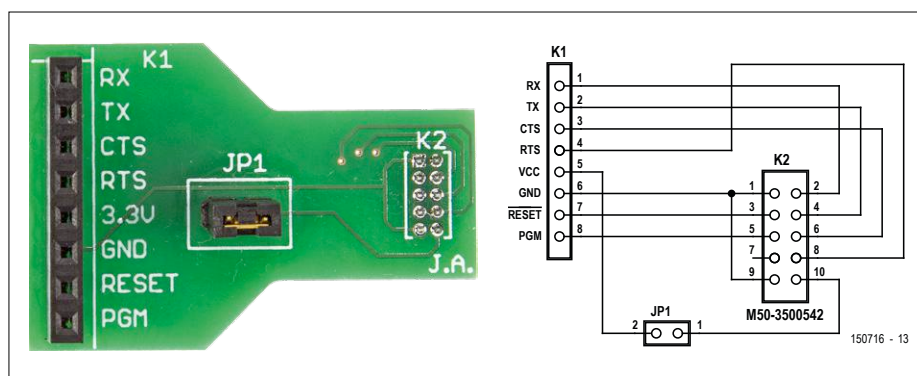 K1
RX
TX
CTS
RTS
3.3V
GND
RESET
PGM
JP1
K2
J.A.
K1
RX 1
TX 2
CTS 3
RTS 4
VCC 5
GND 6
RESET 7
PGM 8
K2
1 2
3 4
5 6
7 8
9 10
M50-3500542
JP1
2 1
150716 - 13